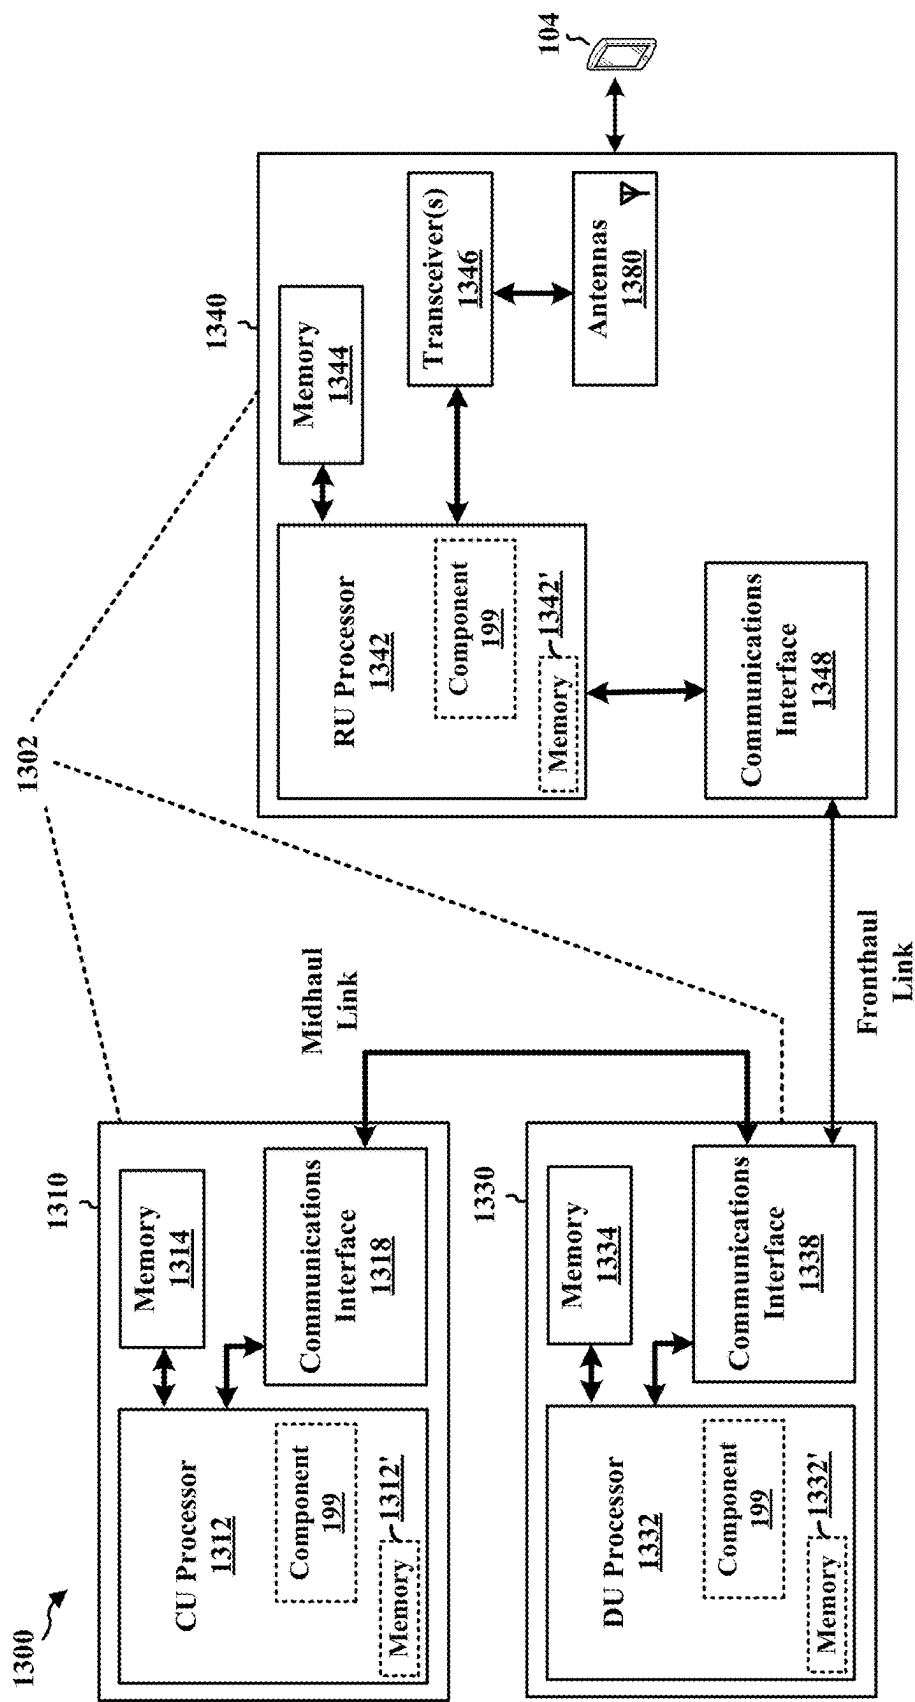 1300
1302
1310
CU Processor
1312
Component
199
Memory
1312'
Memory
1314
Communications
Interface
1318
Midhaul
Link
1330
DU Processor
1332
Component
199
Memory
1332'
Memory
1334
Communications
Interface
1338
Fronthaul
Link
1340
RU Processor
1342
Component
199
Memory
1342'
Memory
1344
Transceiver(s)
1346
Antennas
1380
Communications
Interface
1348
104